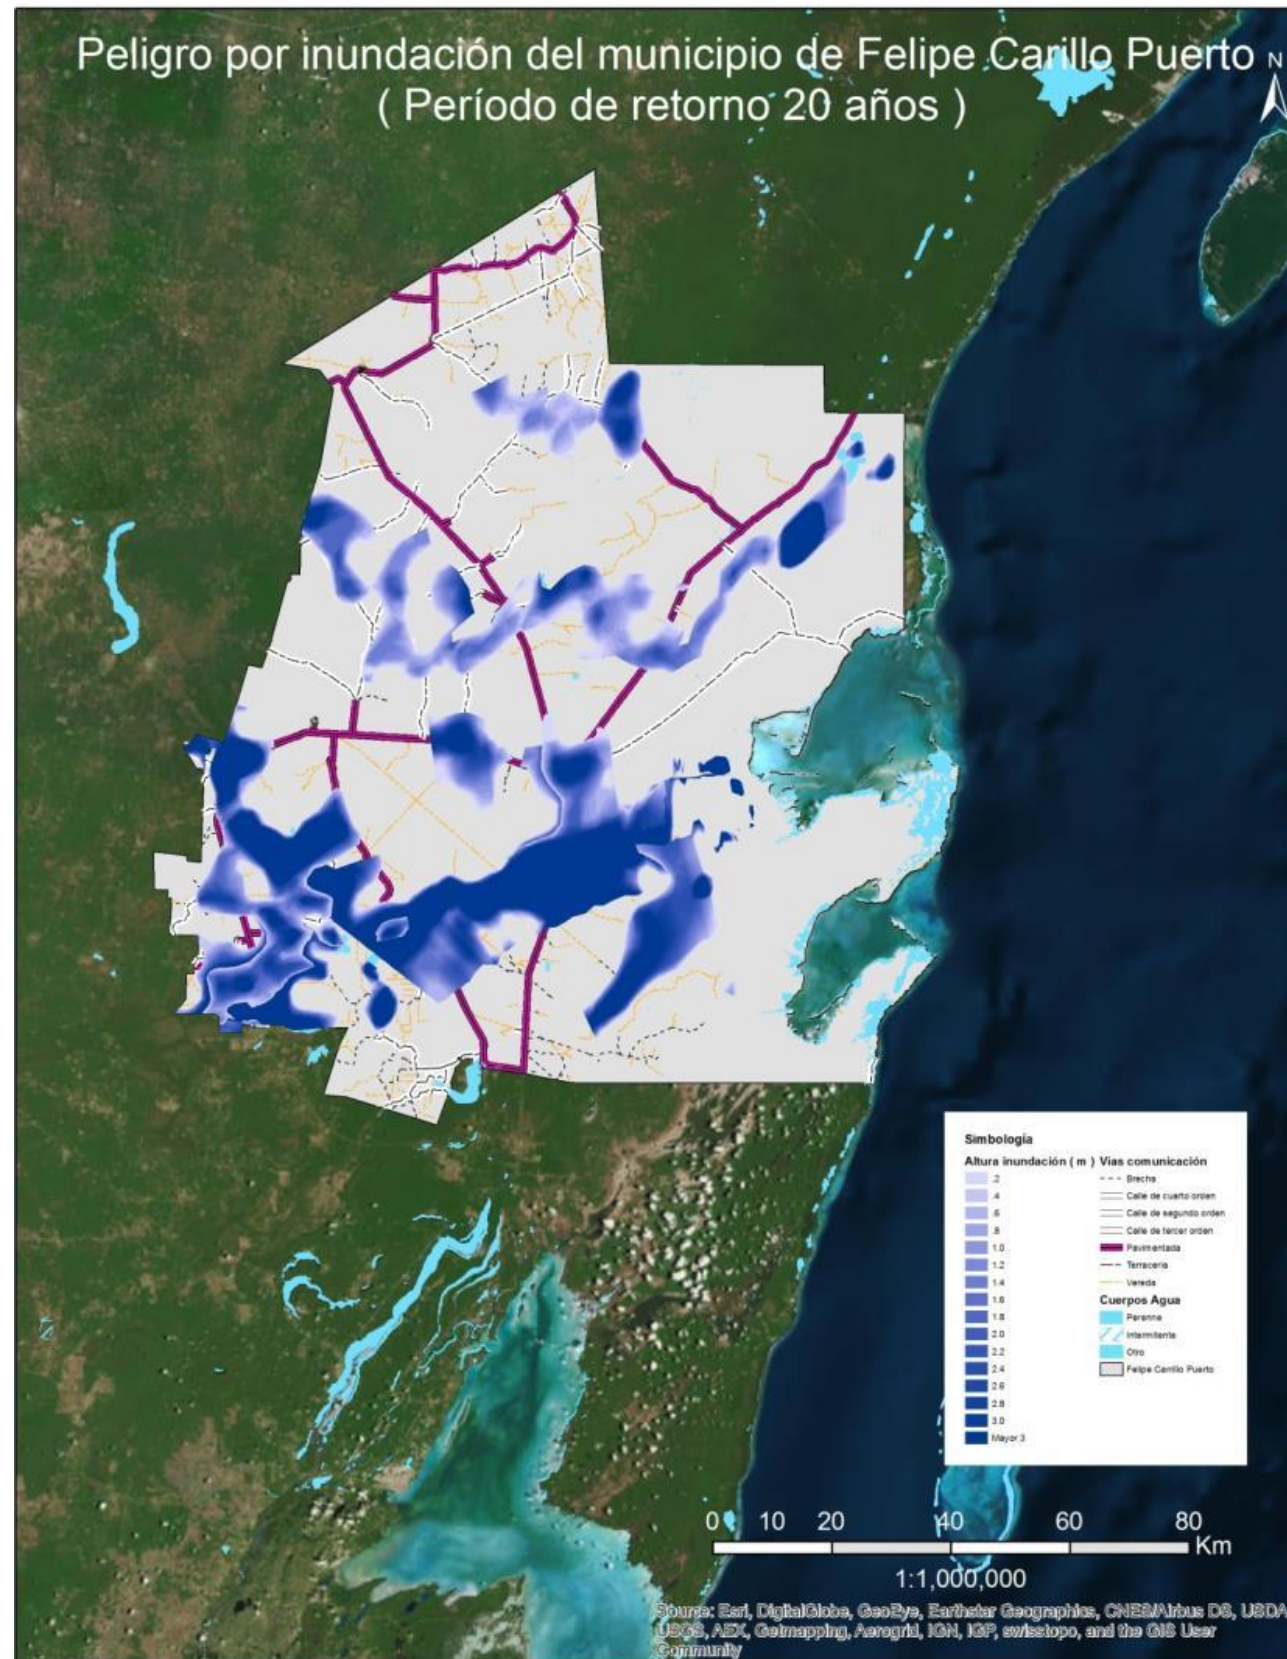 Peligro por inundación del municipio de Felipe Carillo Puerto
( Período de retorno 20 años )
N
Simbología
Altura inundación ( m )
.2
.4
.6
.8
1.0
1.2
1.4
1.6
1.8
2.0
2.2
2.4
2.6
2.8
3.0
Mayor 3
Vias comunicación
Brecha
Calle de cuarto orden
Calle de segundo orden
Calle de tercer orden
Pavimentada
Terraceria
Vereda
Cuerpos Agua
Perenne
Intermitente
Otro
Felipe Carrillo Puerto
0 10 20 40 60 80
Km
1:1,000,000
Source: Esri, DigitalGlobe, GeoEye, Earthstar Geographics, CNES/Airbus DS, USDA,
USGS, AEX, Getmapping, Aerogrid, IGN, IGP, swisstopo, and the GIS User
Community